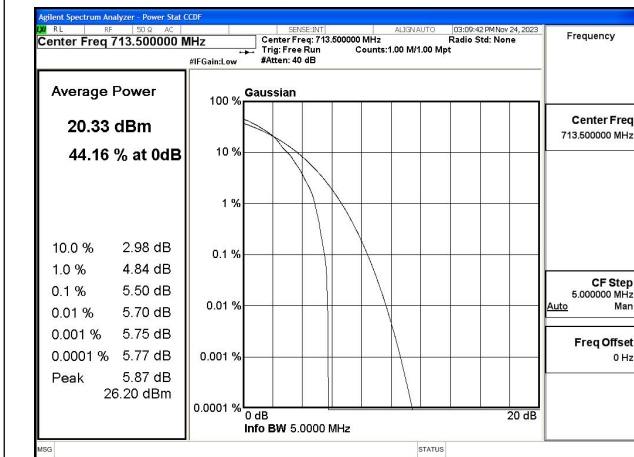 Agilent Spectrum Analyzer - Power Stat CCDF
RL RF 50 Ω AC SENSE:INT ALIGN AUTO 03:09:42 PM Nov 24, 2023
Center Freq 713.500000 MHz
Center Freq: 713.500000 MHz Radio Std: None
Trig: Free Run Counts:1.00 M/1.00 Mpt
#IFGain:Low #Atten: 40 dB
Frequency
Average Power
20.33 dBm
44.16 % at 0dB
10.0 % 2.98 dB
1.0 % 4.84 dB
0.1 % 5.50 dB
0.01 % 5.70 dB
0.001 % 5.75 dB
0.0001 % 5.77 dB
Peak 5.87 dB
26.20 dBm
Gaussian
100 %
10 %
1 %
0.1 %
0.01 %
0.001 %
0.0001 %
0 dB 20 dB
Info BW 5.0000 MHz
Center Freq
713.500000 MHz
CF Step
5.000000 MHz
Auto Man
Freq Offset
0 Hz
MSG STATUS